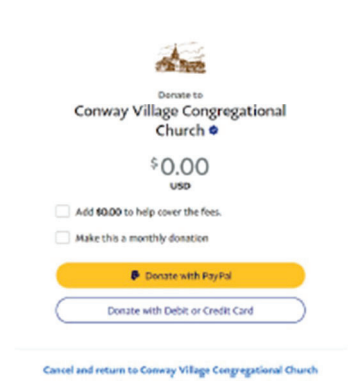 Donate to
Conway Village Congregational
Church
$0.00
USD
Add $0.00 to help cover the fees.
Make this a monthly donation
Donate with PayPal
Donate with Debit or Credit Card
Cancel and return to Conway Village Congregational Church